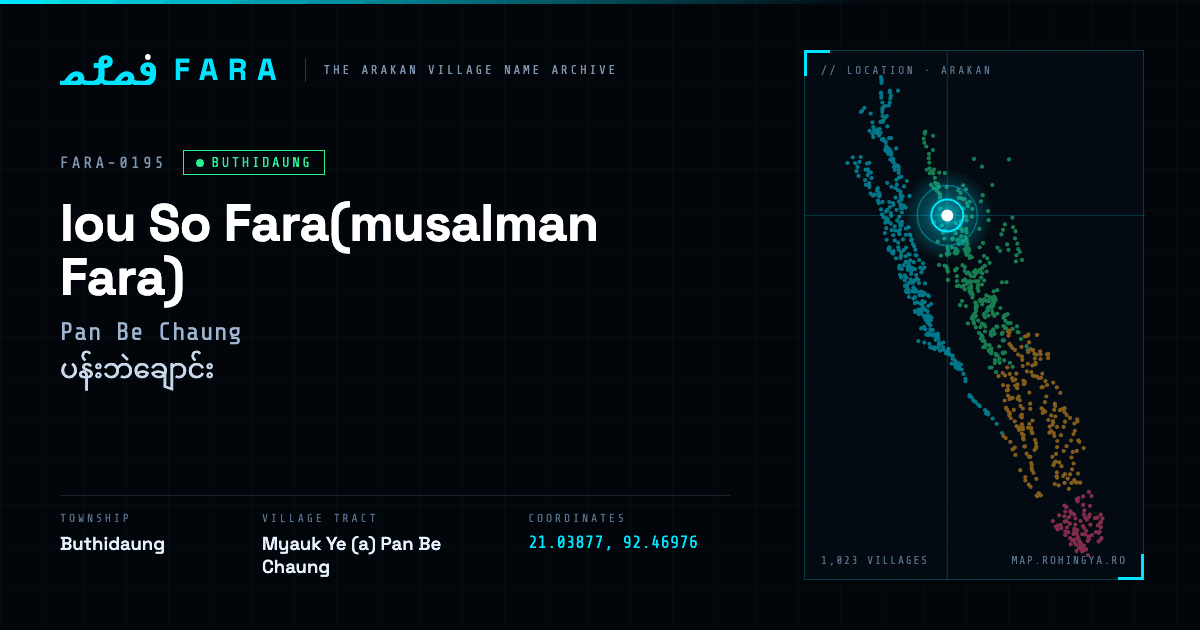 FARA
THE ARAKAN VILLAGE NAME ARCHIVE
FARA-0195
BUTHIDAUNG
Iou So Fara(musalman
Fara)
Pan Be Chaung
ပန်းဘဲချောင်း
TOWNSHIP
Buthidaung
VILLAGE TRACT
Myauk Ye (a) Pan Be
Chaung
COORDINATES
21.03877, 92.46976
// LOCATION · ARAKAN
1,023 VILLAGES
MAP.ROHINGYA.RO